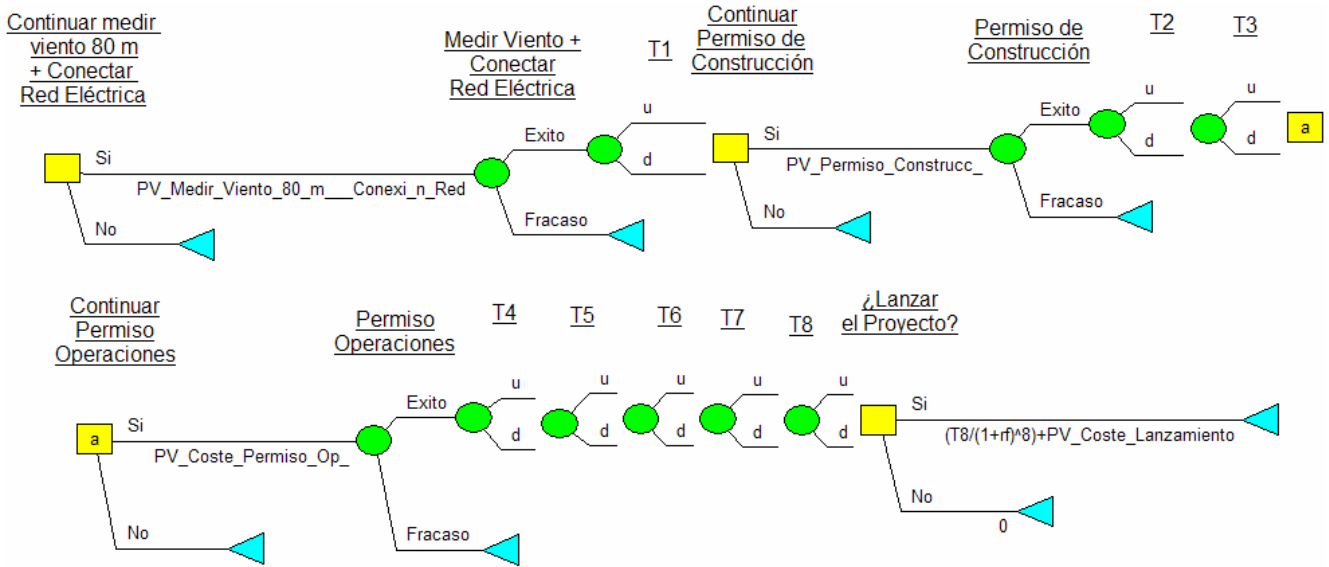 Continuar medir
viento 80 m
+ Conectar
Red Eléctrica
Medir Viento +
Conectar
Red Eléctrica
T1
Continuar
Permiso de
Construcción
Permiso de
Construcción
T2
T3
Si
PV_Medir_Viento_80_m___Conexi_n_Red
No
Exito
Fracaso
u
d
Si
PV_Permiso_Construcc_
No
Exito
Fracaso
u
d
u
d
a
Continuar
Permiso
Operaciones
Permiso
Operaciones
T4
T5
T6
T7
T8
¿Lanzar
el Proyecto?
a
Si
PV_Coste_Permiso_Op_
No
Exito
Fracaso
u
d
u
d
u
d
u
d
u
d
Si
(T8/(1+rf)^8)+PV_Coste_Lanzamiento
No
0